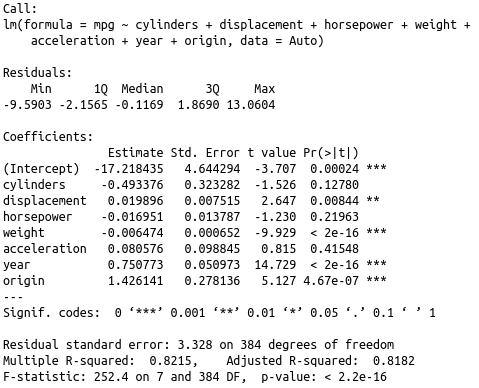 Call:
lm(formula = mpg ~ cylinders + displacement + horsepower + weight +
    acceleration + year + origin, data = Auto)

Residuals:
    Min      1Q  Median      3Q     Max
-9.5903 -2.1565 -0.1169  1.8690 13.0604

Coefficients:
               Estimate Std. Error t value Pr(>|t|)
(Intercept)  -17.218435   4.644294  -3.707  0.00024 ***
cylinders     -0.493376   0.323282  -1.526  0.12780
displacement   0.019896   0.007515   2.647  0.00844 **
horsepower    -0.016951   0.013787  -1.230  0.21963
weight        -0.006474   0.000652  -9.929  < 2e-16 ***
acceleration   0.080576   0.098845   0.815  0.41548
year           0.750773   0.050973  14.729  < 2e-16 ***
origin         1.426141   0.278136   5.127 4.67e-07 ***
---
Signif. codes:  0 ‘***’ 0.001 ‘**’ 0.01 ‘*’ 0.05 ‘.’ 0.1 ‘ ’ 1

Residual standard error: 3.328 on 384 degrees of freedom
Multiple R-squared:  0.8215,    Adjusted R-squared:  0.8182
F-statistic: 252.4 on 7 and 384 DF,  p-value: < 2.2e-16